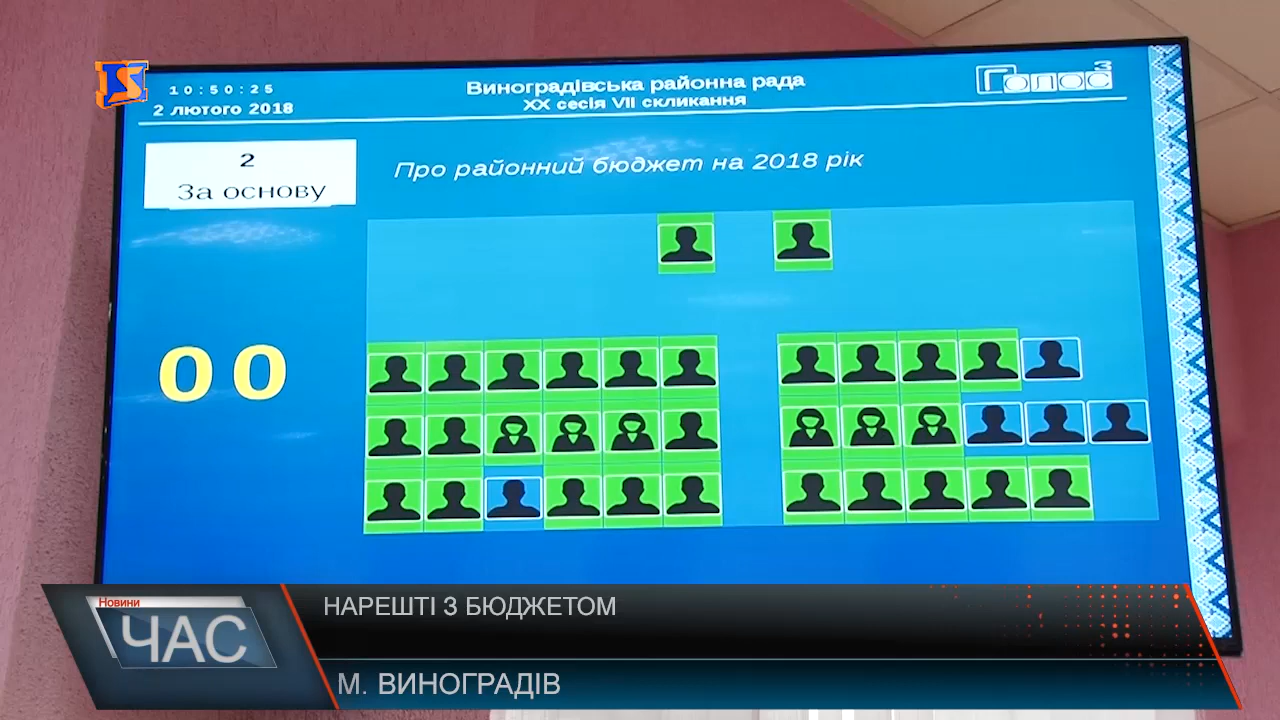 10:50:25
2 лютого 2018
Виноградівська районна рада
XX сесія VII скликання
Голос
3
2
За основу
Про районний бюджет на 2018 рік
00
Новини
ЧАС
НАРЕШТІ З БЮДЖЕТОМ
М. ВИНОГРАДІВ